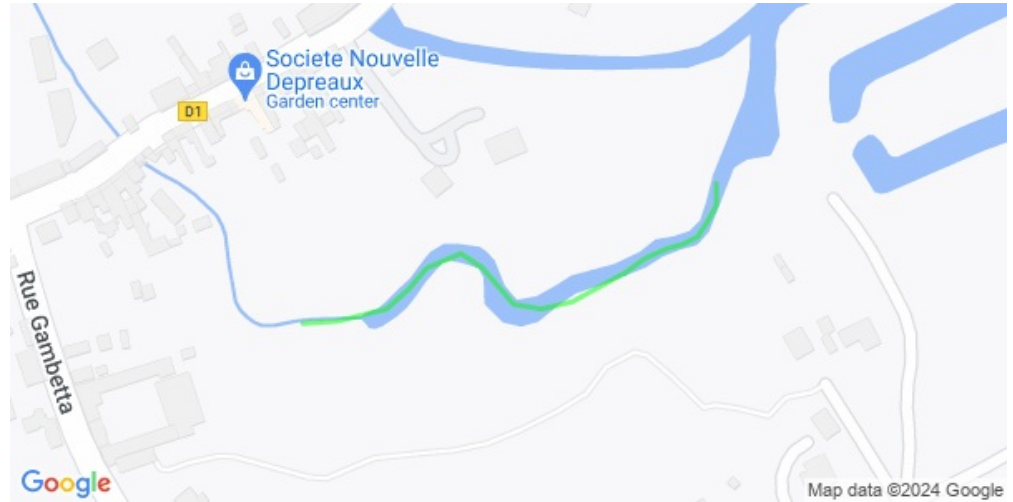 Societe Nouvelle
Depreaux
Garden center
D1
Rue Gambetta
Google
Map data ©2024 Google